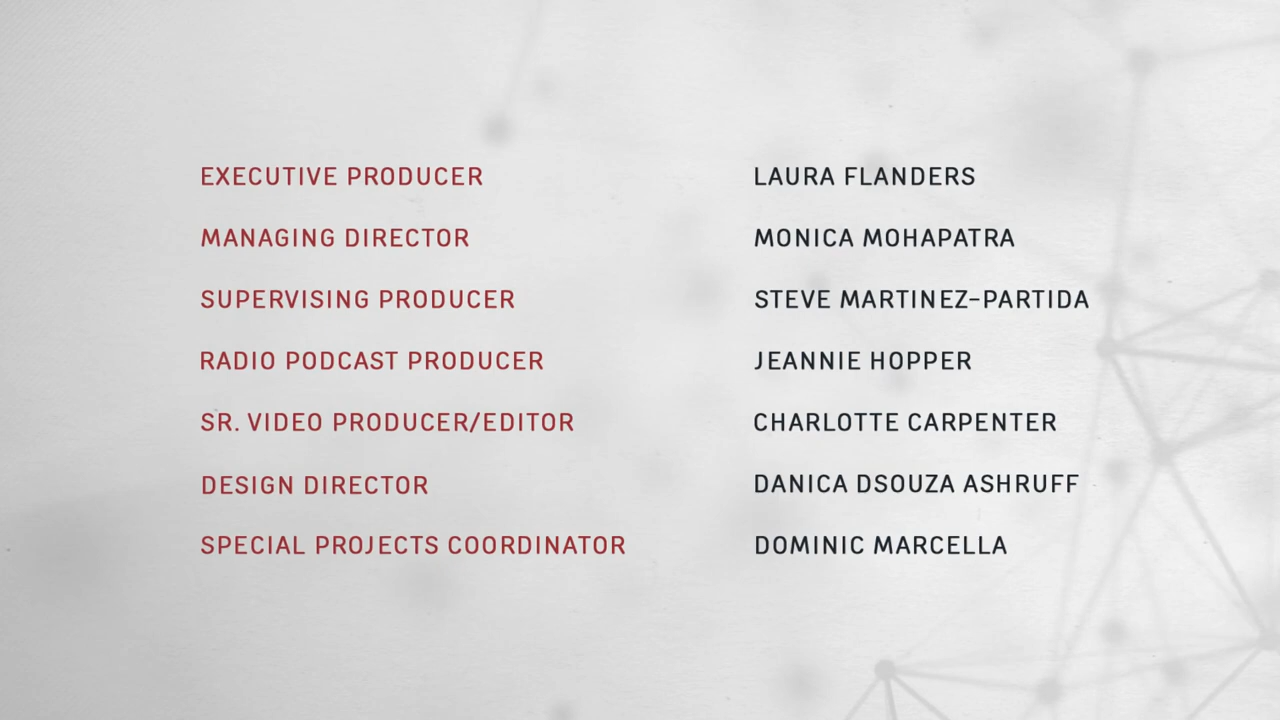 EXECUTIVE PRODUCER LAURA FLANDERS
MANAGING DIRECTOR MONICA MOHAPATRA
SUPERVISING PRODUCER STEVE MARTINEZ-PARTIDA
RADIO PODCAST PRODUCER JEANNIE HOPPER
SR. VIDEO PRODUCER/EDITOR CHARLOTTE CARPENTER
DESIGN DIRECTOR DANICA DSOUZA ASHRUFF
SPECIAL PROJECTS COORDINATOR DOMINIC MARCELLA